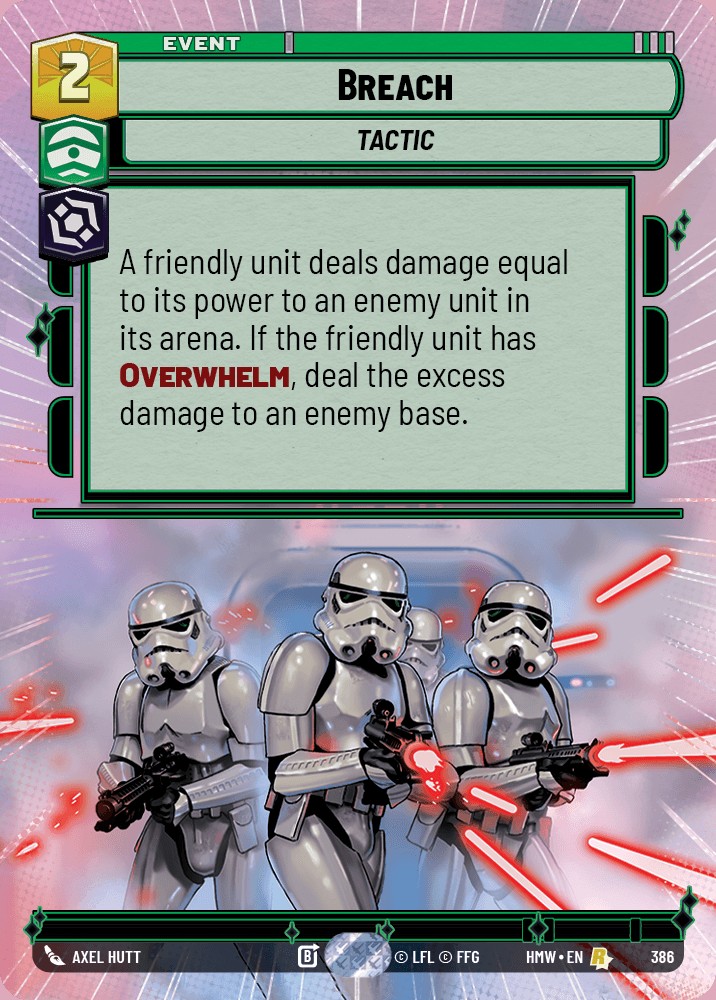 EVENT
2
BREACH
TACTIC
A friendly unit deals damage equal
to its power to an enemy unit in
its arena. If the friendly unit has
OVERWHELM, deal the excess
damage to an enemy base.
AXEL HUTT
B
© LFL © FFG
HMW • EN
R
386